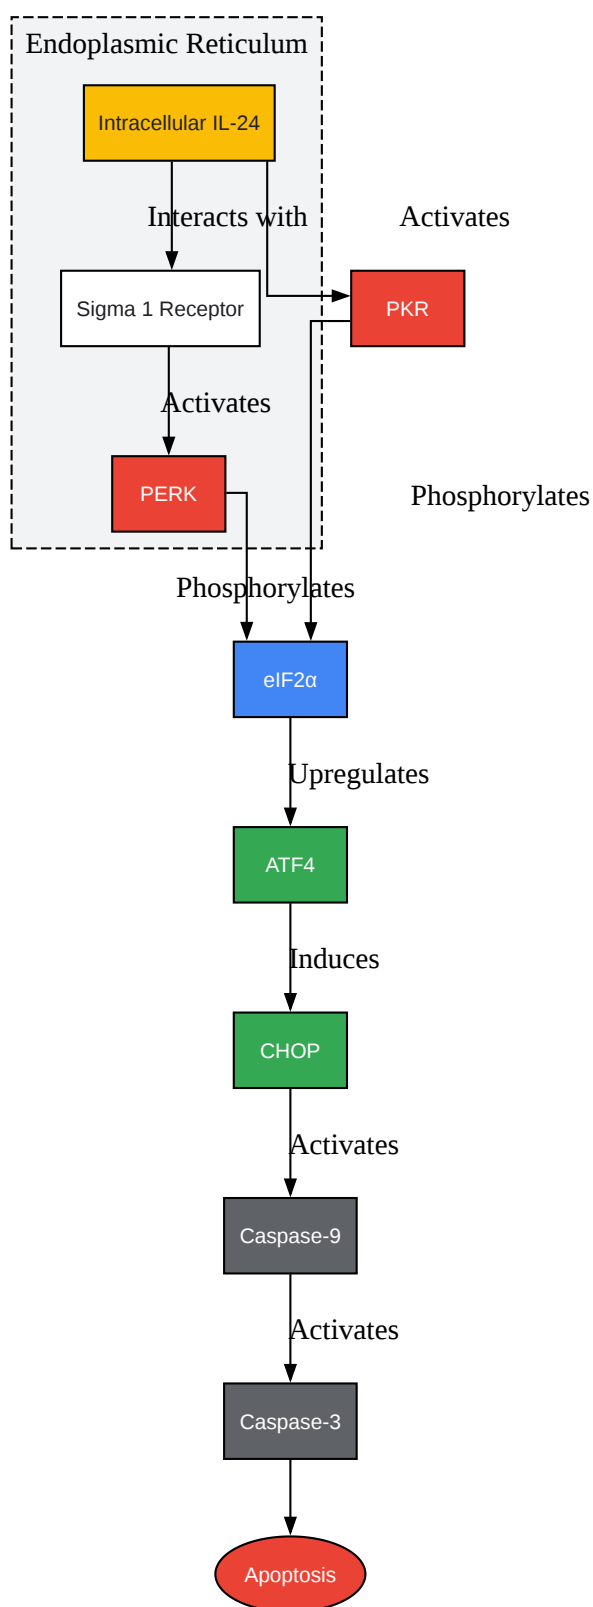 Endoplasmic Reticulum
Intracellular IL-24
Interacts with
Activates
Sigma 1 Receptor
PKR
Activates
PERK
Phosphorylates
Phosphorylates
eIF2α
Upregulates
ATF4
Induces
CHOP
Activates
Caspase-9
Activates
Caspase-3
Apoptosis